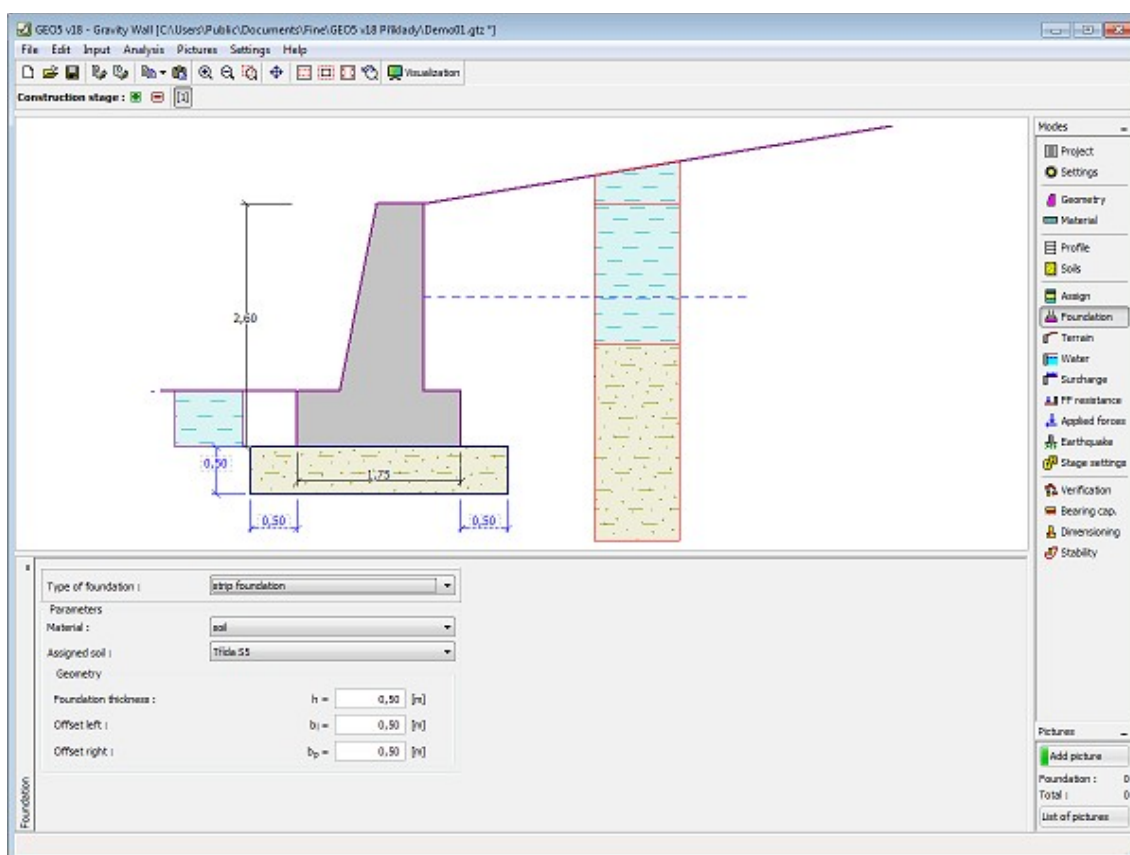 GEO5 v18 - Gravity Wall [C:\Users\Public\Documents\Fine\GEO5 v18 Příklady\Demo01.gtz *]
File Edit Input Analysis Pictures Settings Help
Visualization
Construction stage : [1]
2,60
0,50
1,75
0,50
0,50
Modes
Project
Settings
Geometry
Material
Profile
Soils
Assign
Foundation
Terrain
Water
Surcharge
FF resistance
Applied forces
Earthquake
Stage settings
Verification
Bearing cap.
Dimensioning
Stability
Type of foundation : strip foundation
Parameters
Material : soil
Assigned soil : Třída S5
Geometry
Foundation thickness : h = 0,50 [m]
Offset left : bl = 0,50 [m]
Offset right : bp = 0,50 [m]
Foundation
Pictures
Add picture
Foundation : 0
Total : 0
List of pictures